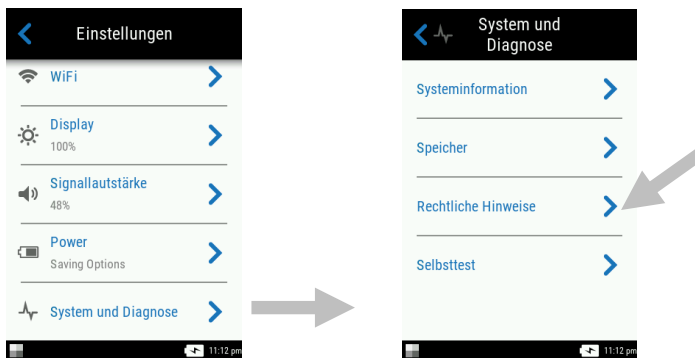 Einstellungen
WiFi
Display
100%
Signallautstärke
48%
Power
Saving Options
System und Diagnose
11:12 pm
System und
Diagnose
Systeminformation
Speicher
Rechtliche Hinweise
Selbsttest
11:12 pm